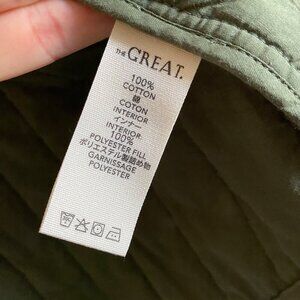 THE GREAT.
100%
COTTON
綿
COTON
INTERIOR
インナー
INTERIOR:
100%
POLYESTER FILL
ポリエステル製詰め物
GARNISSAGE
POLYESTER